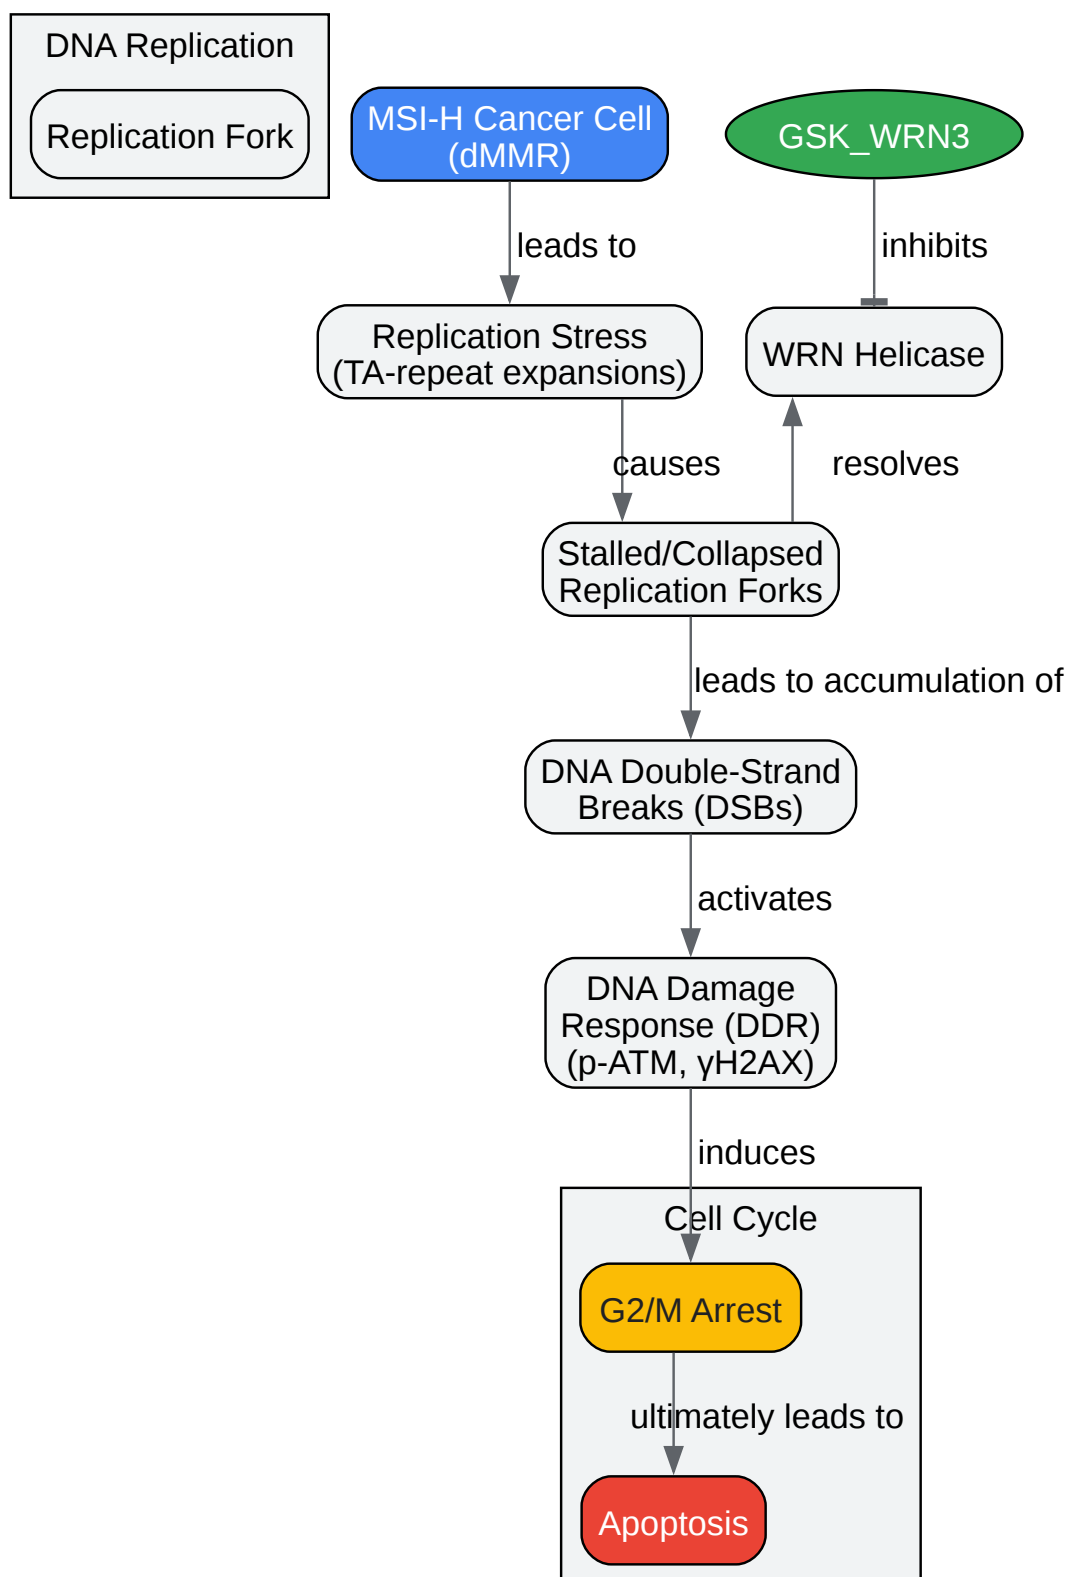 DNA Replication
Replication Fork
MSI-H Cancer Cell
(dMMR)
GSK_WRN3
leads to
inhibits
Replication Stress
(TA-repeat expansions)
WRN Helicase
causes
resolves
Stalled/Collapsed
Replication Forks
leads to accumulation of
DNA Double-Strand
Breaks (DSBs)
activates
DNA Damage
Response (DDR)
(p-ATM, γH2AX)
induces
Cell Cycle
G2/M Arrest
ultimately leads to
Apoptosis